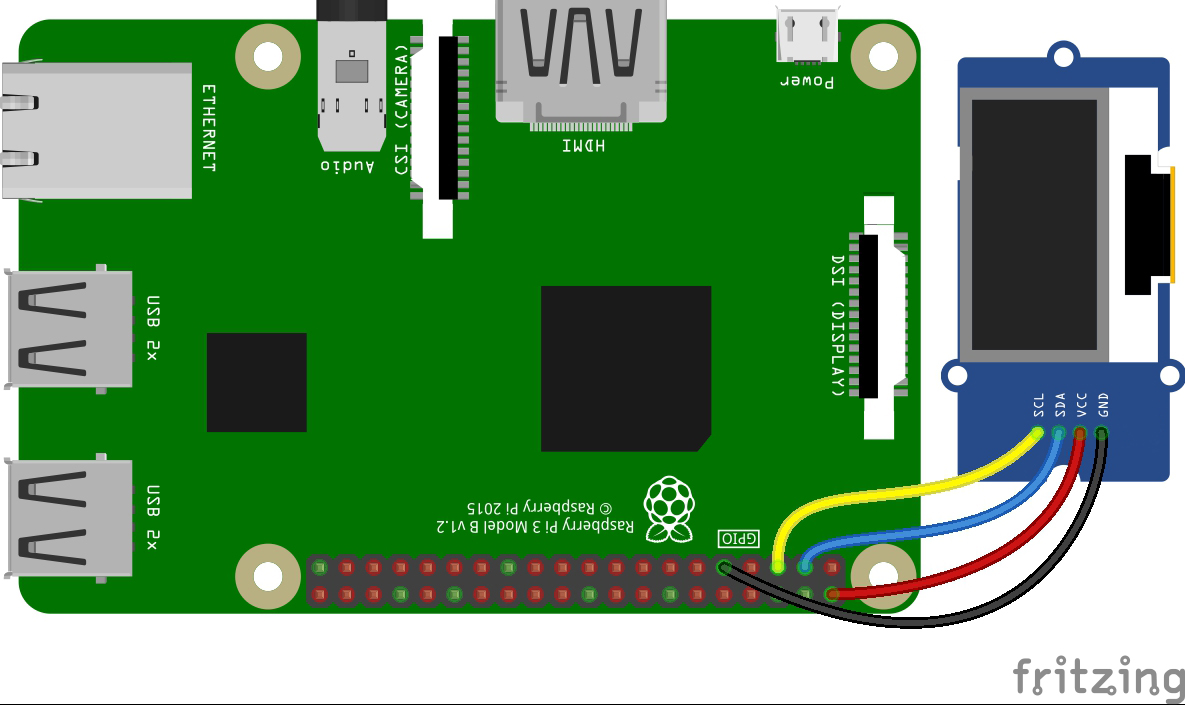 ETHERNET
Audio
CSI (CAMERA)
HDMI
Power
USB 2x
USB 2x
DSI (DISPLAY)
© Raspberry Pi 2015
Raspberry Pi 3 Model B v1.2
GPIO
SCL
SDA
VCC
GND
fritzing